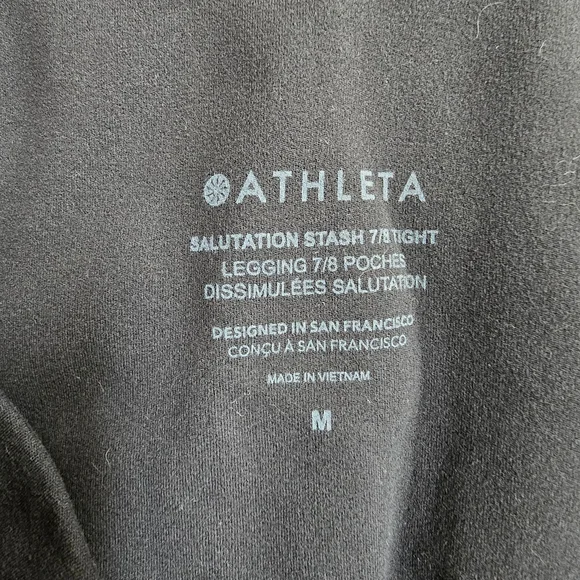 ATHLETA
SALUTATION STASH 7/8 TIGHT
LEGGING 7/8 POCHES
DISSIMULÉES SALUTATION
DESIGNED IN SAN FRANCISCO
CONÇU À SAN FRANCISCO
MADE IN VIETNAM
M